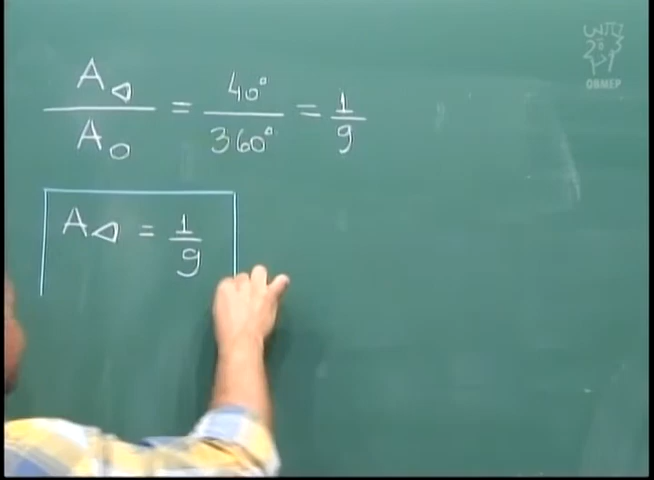 A⌔ / A○ = 40° / 360° = 1/9
A⌔ = 1/9
OBMEP